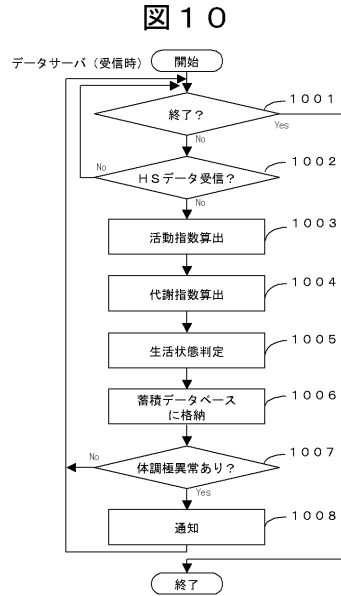 図１０
データサーバ（受信時）
開始
終了？
１００１
Yes
No
ＨＳデータ受信？
１００２
No
No
活動指数算出
１００３
代謝指数算出
１００４
生活状態判定
１００５
蓄積データベース
に格納
１００６
体調極異常あり？
１００７
No
Yes
通知
１００８
終了